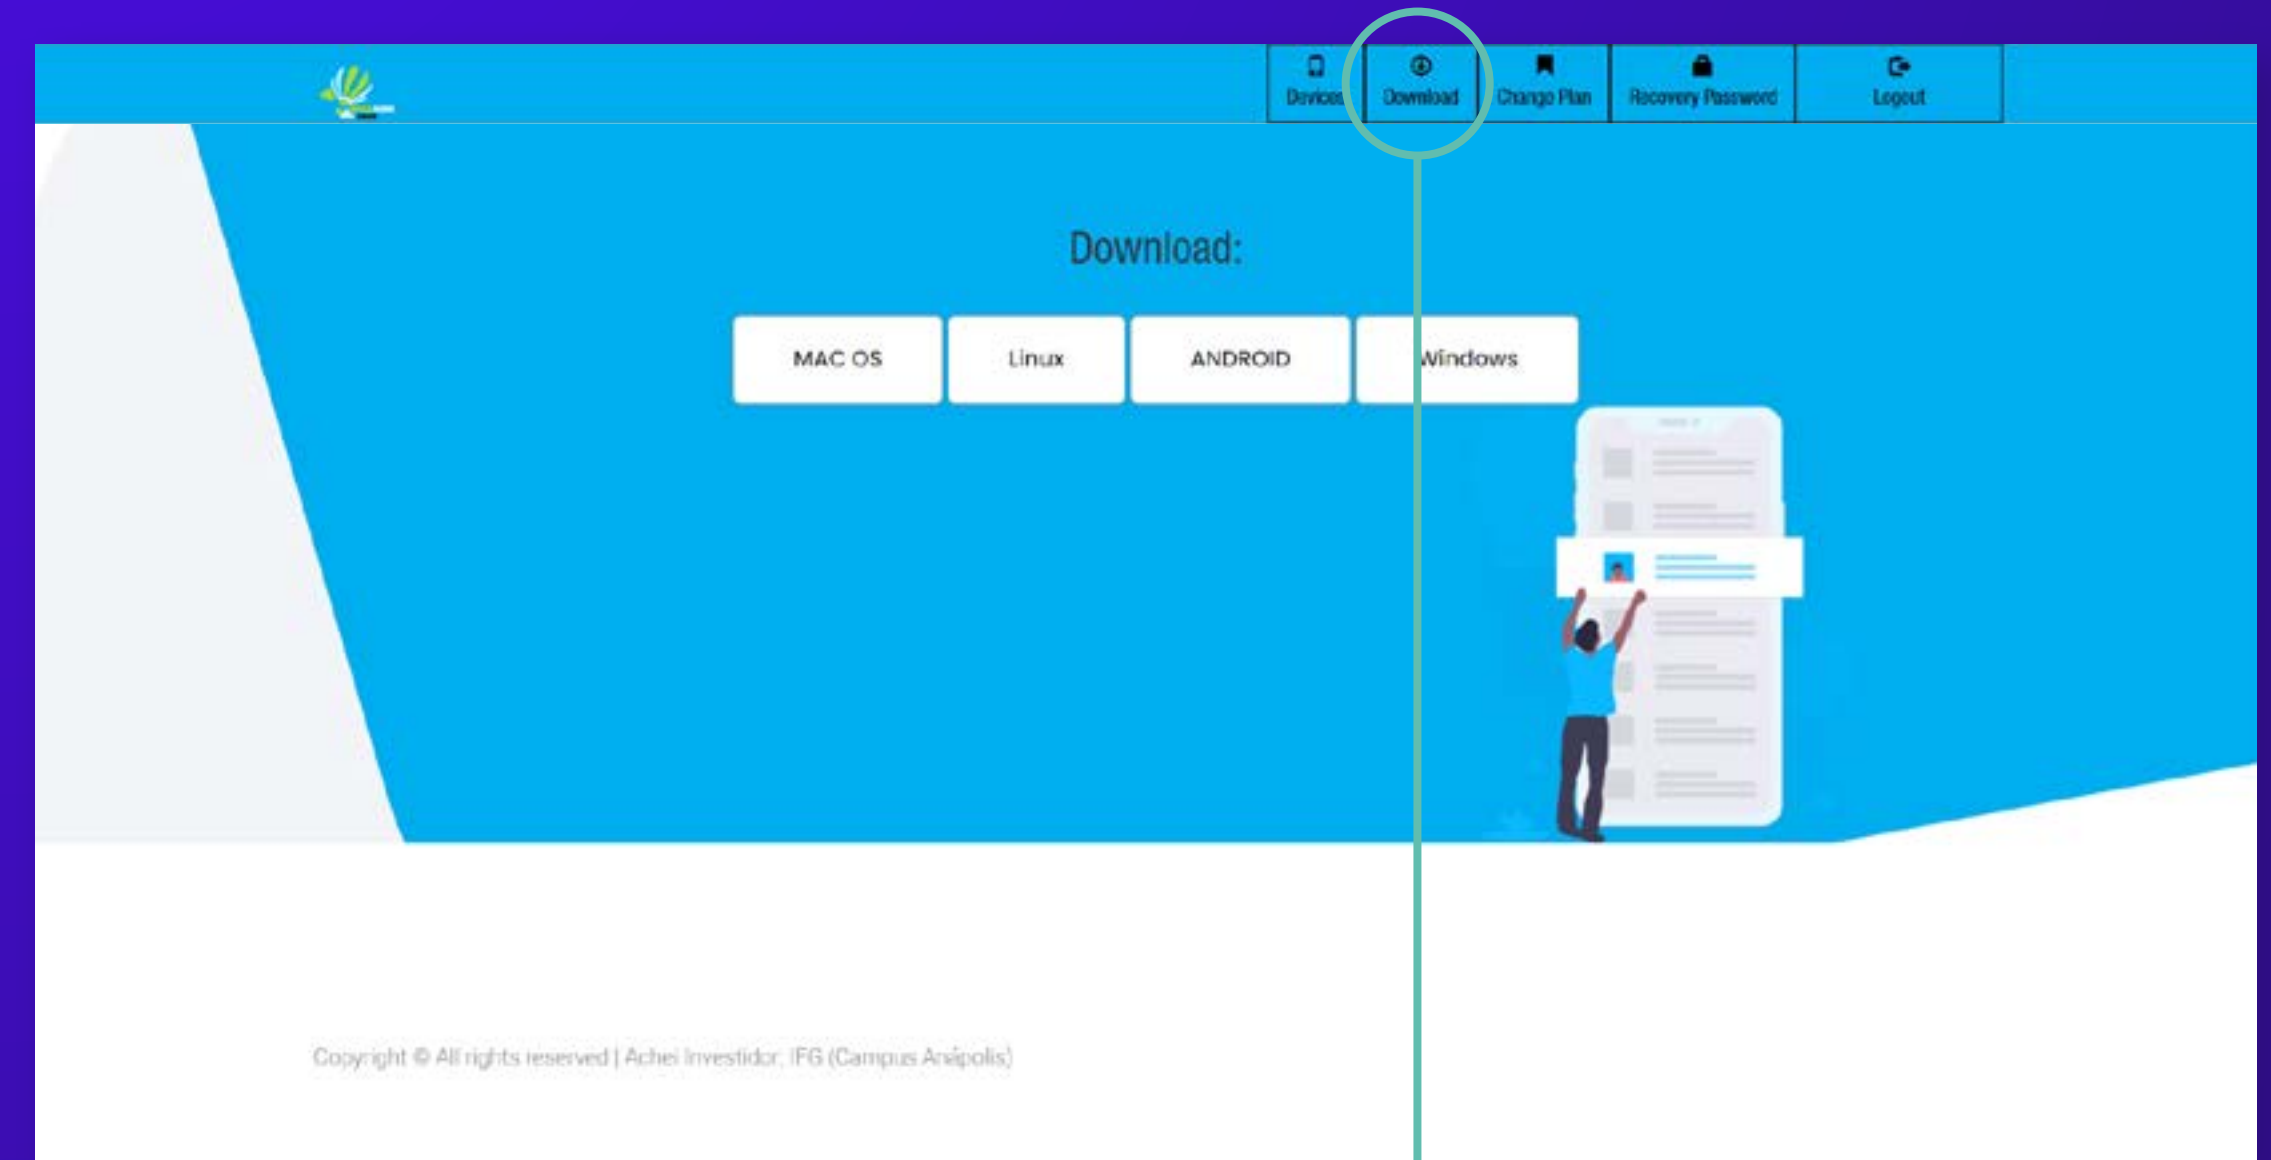 Devices
Download
Change Plan
Recovery Password
Logout
Download:
MAC OS
Linux
ANDROID
Windows
Copyright © All rights reserved | Achei Investidor, IFG (Campus Anápolis)